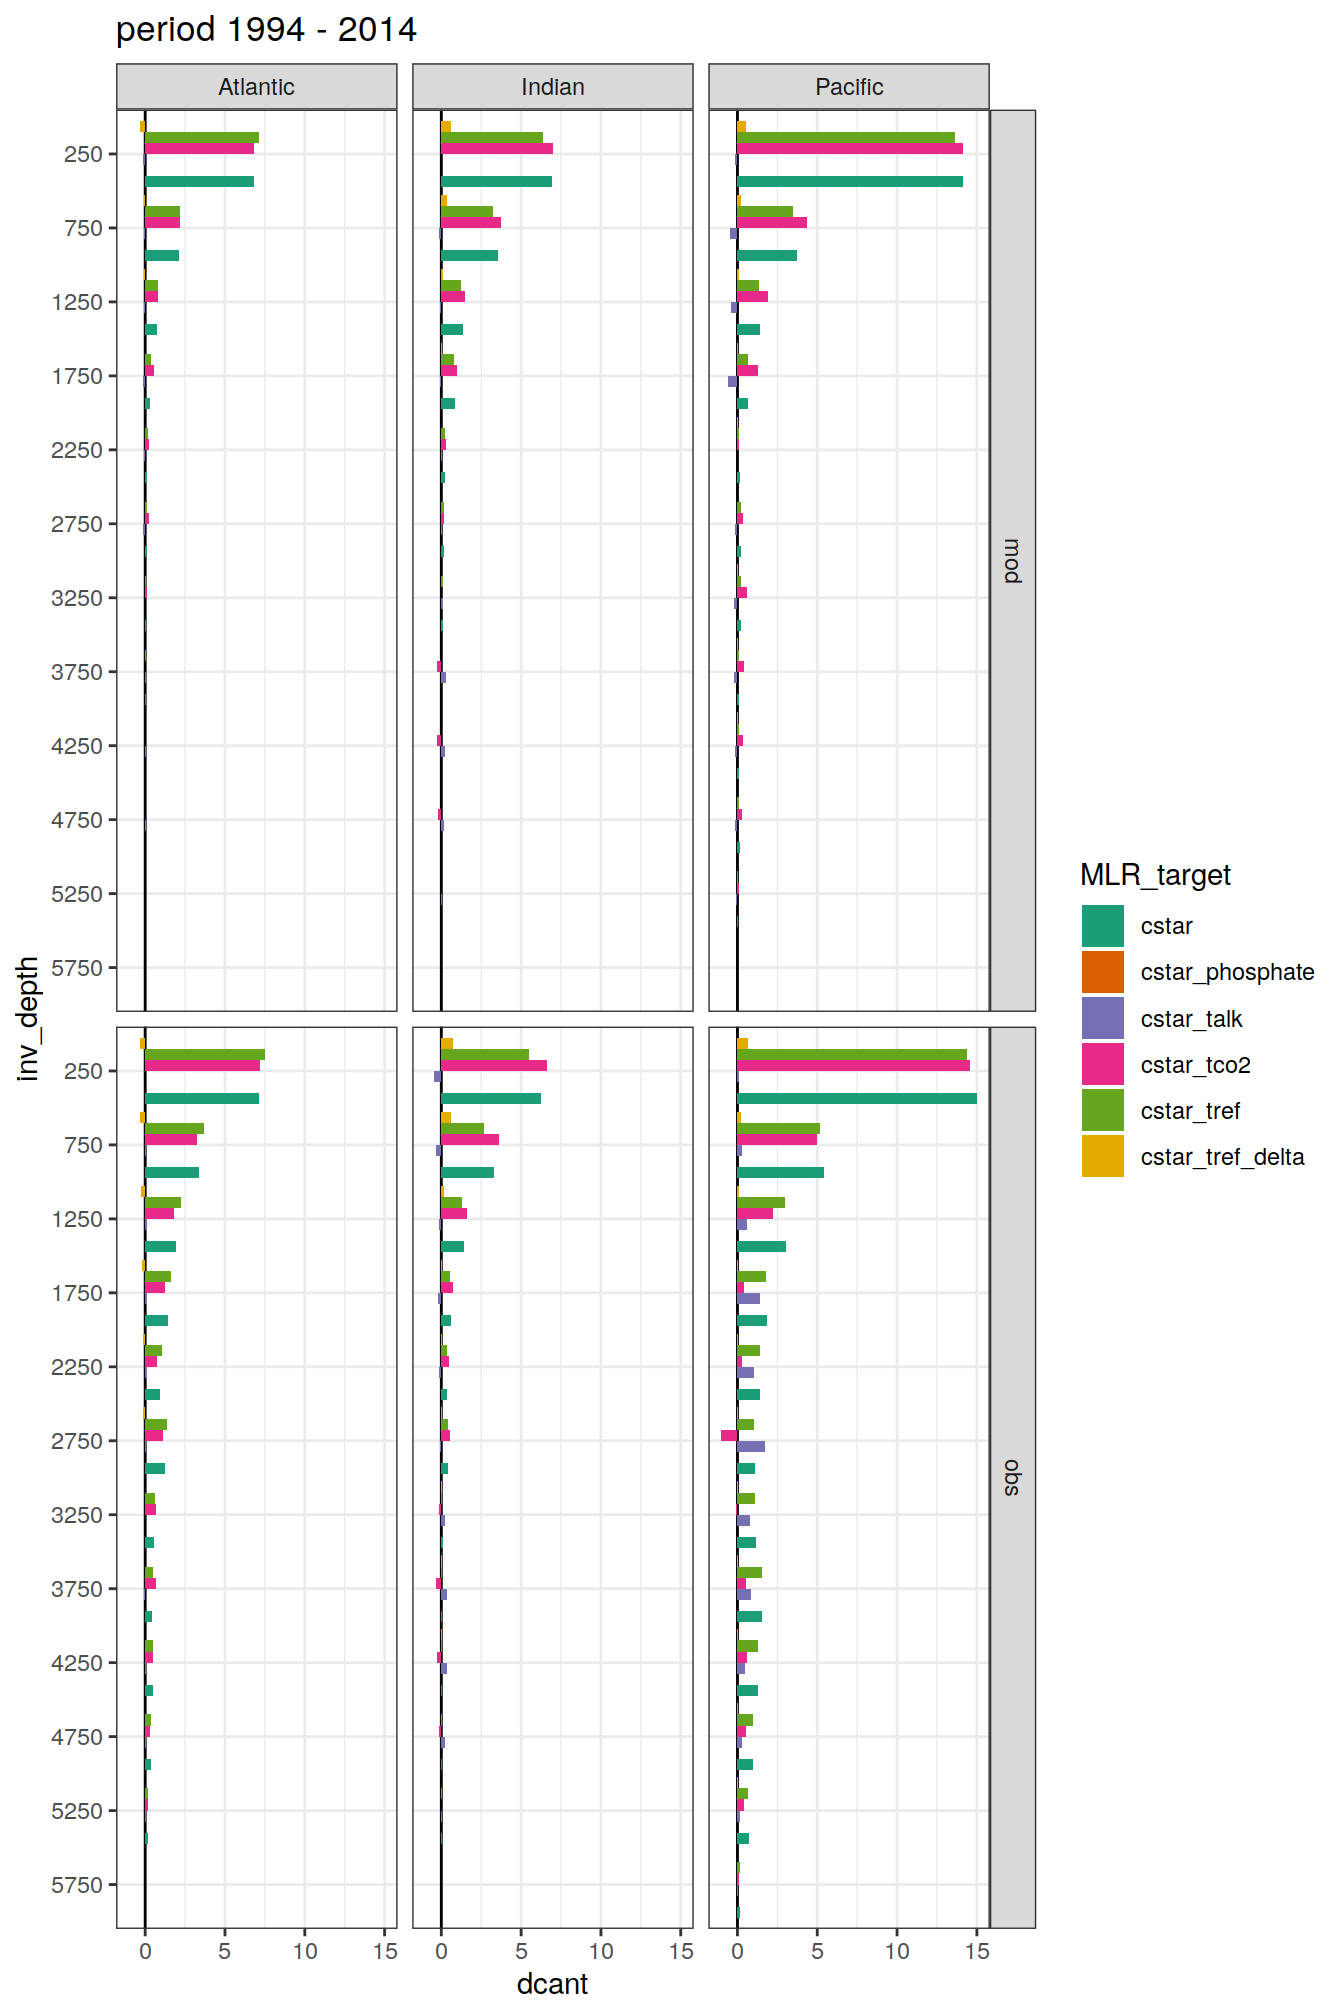 period 1994 - 2014
Atlantic
Indian
Pacific
250
750
1250
1750
2250
2750
3250
3750
4250
4750
5250
5750
mod
250
750
1250
1750
2250
2750
3250
3750
4250
4750
5250
5750
obs
inv_depth
0 5 10 15
0 5 10 15
0 5 10 15
dcant
MLR_target
cstar
cstar_phosphate
cstar_talk
cstar_tco2
cstar_tref
cstar_tref_delta